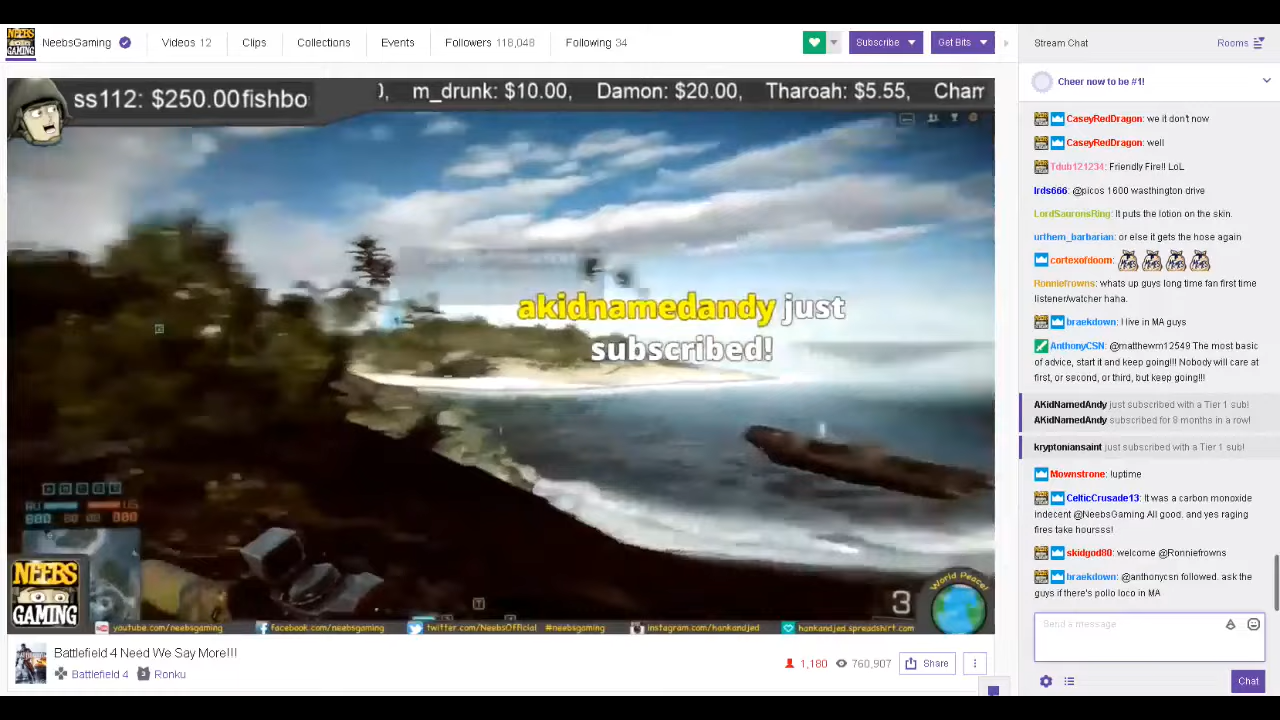 NeebsGaming
Videos 12
Clips
Collections
Events
Followers 118,048
Following 34
Subscribe
Get Bits
Stream Chat
Rooms
Cheer now to be #1!
ss112: $250.00fishbo
m_drunk: $10.00, Damon: $20.00, Tharoah: $5.55, Cham
akidnamedandy just
subscribed!
3
World Peace!
NEEBS
GAMING
youtube.com/neebsgaming
facebook.com/neebsgaming
twitter.com/NeebsOfficial #neebsgaming
instagram.com/hankandjed
hankandjed.spreadshirt.com
Battlefield 4 Need We Say More!!!
Battlefield 4
Ronku
1,180
760,907
Share
CaseyRedDragon: we it don't now
CaseyRedDragon: well
Tdub121234: Friendly Fire!! LoL
lrds666: @picos 1600 wasthington drive
LordSauronsRing: It puts the lotion on the skin.
urthem_barbarian: or else it gets the hose again
cortexofdoom:
Ronniefrowns: whats up guys long time fan first time
listener/watcher haha.
braekdown: I live in MA guys
AnthonyCSN: @matthewm12549 The most basic
of advice, start it and keep going!!! Nobody will care at
first, or second, or third, but keep going!!!
AKidNamedAndy just subscribed with a Tier 1 sub!
AKidNamedAndy subscribed for 9 months in a row!
kryptoniansaint just subscribed with a Tier 1 sub!
Mownstrone: !uptime
CelticCrusade13: It was a carbon monoxide
indecent @NeebsGaming All good. and yes raging
fires take hoursss!
skidgod80: welcome @Ronniefrowns
braekdown: @anthonycsn followed. ask the
guys if there's pollo loco in MA
Send a message
Chat